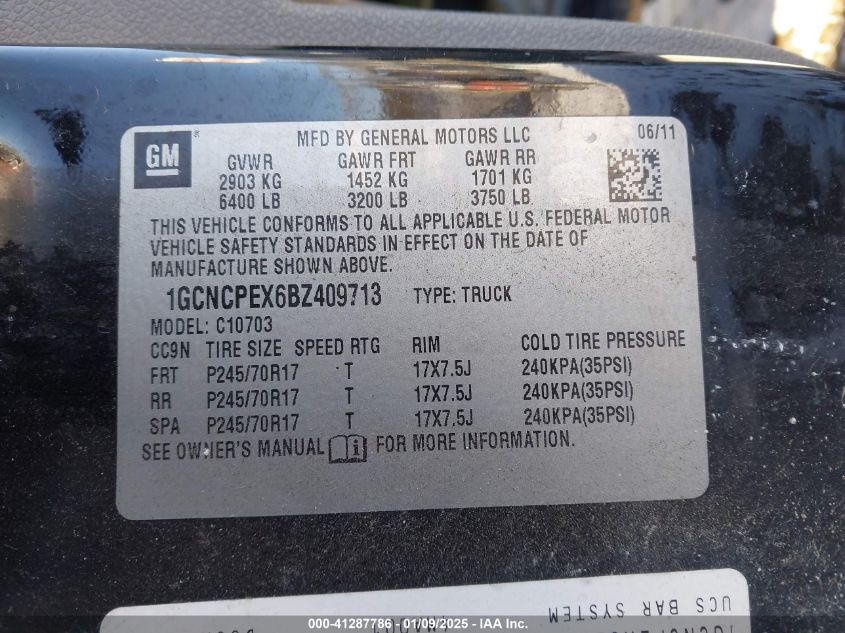 GM
MFD BY GENERAL MOTORS LLC 06/11
GVWR GAWR FRT GAWR RR
2903 KG 1452 KG 1701 KG
6400 LB 3200 LB 3750 LB
THIS VEHICLE CONFORMS TO ALL APPLICABLE U.S. FEDERAL MOTOR
VEHICLE SAFETY STANDARDS IN EFFECT ON THE DATE OF
MANUFACTURE SHOWN ABOVE.
1GCNCPEX6BZ409713 TYPE: TRUCK
MODEL: C10703
CC9N TIRE SIZE SPEED RTG RIM COLD TIRE PRESSURE
FRT P245/70R17 T 17X7.5J 240KPA(35PSI)
RR P245/70R17 T 17X7.5J 240KPA(35PSI)
SPA P245/70R17 T 17X7.5J 240KPA(35PSI)
SEE OWNER'S MANUAL FOR MORE INFORMATION.
UCS BAR SYSTEM
000-41287786 - 01/09/2025 - IAAI.COM